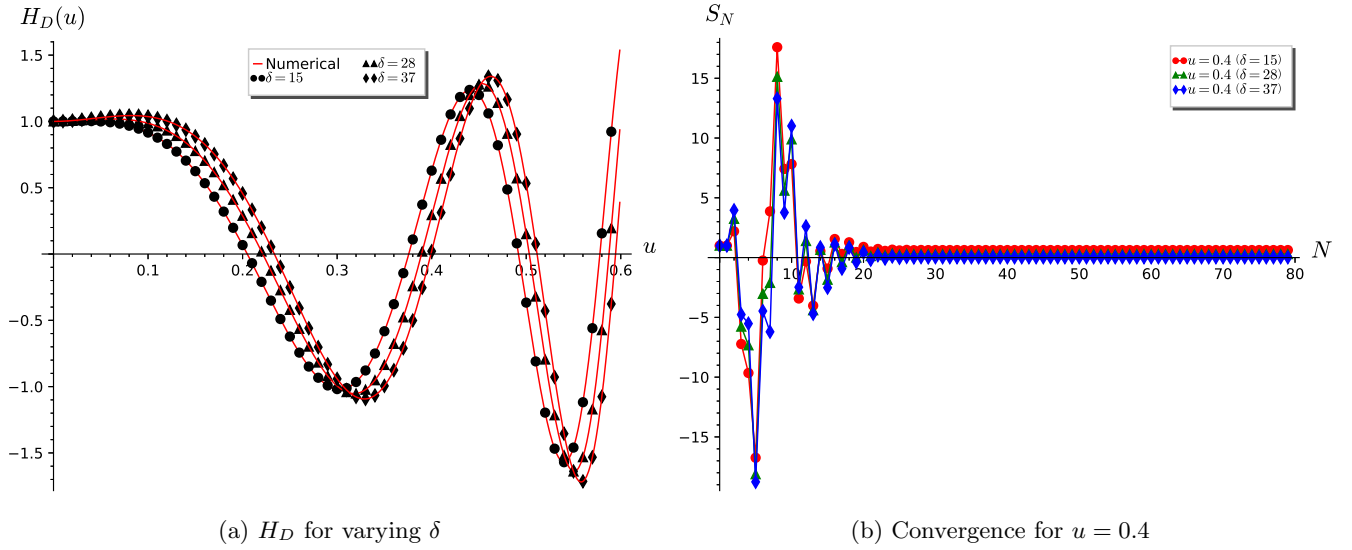 H_D(u)
1.5
1.0
0.5
−0.5
−1.0
−1.5
0.1 0.2 0.3 0.4 0.5 0.6
u
Numerical
δ = 15
δ = 28
δ = 37
(a) H_D for varying δ
S_N
15
10
5
−5
−10
−15
10 20 30 40 50 60 70 80
N
u = 0.4 (δ = 15)
u = 0.4 (δ = 28)
u = 0.4 (δ = 37)
(b) Convergence for u = 0.4